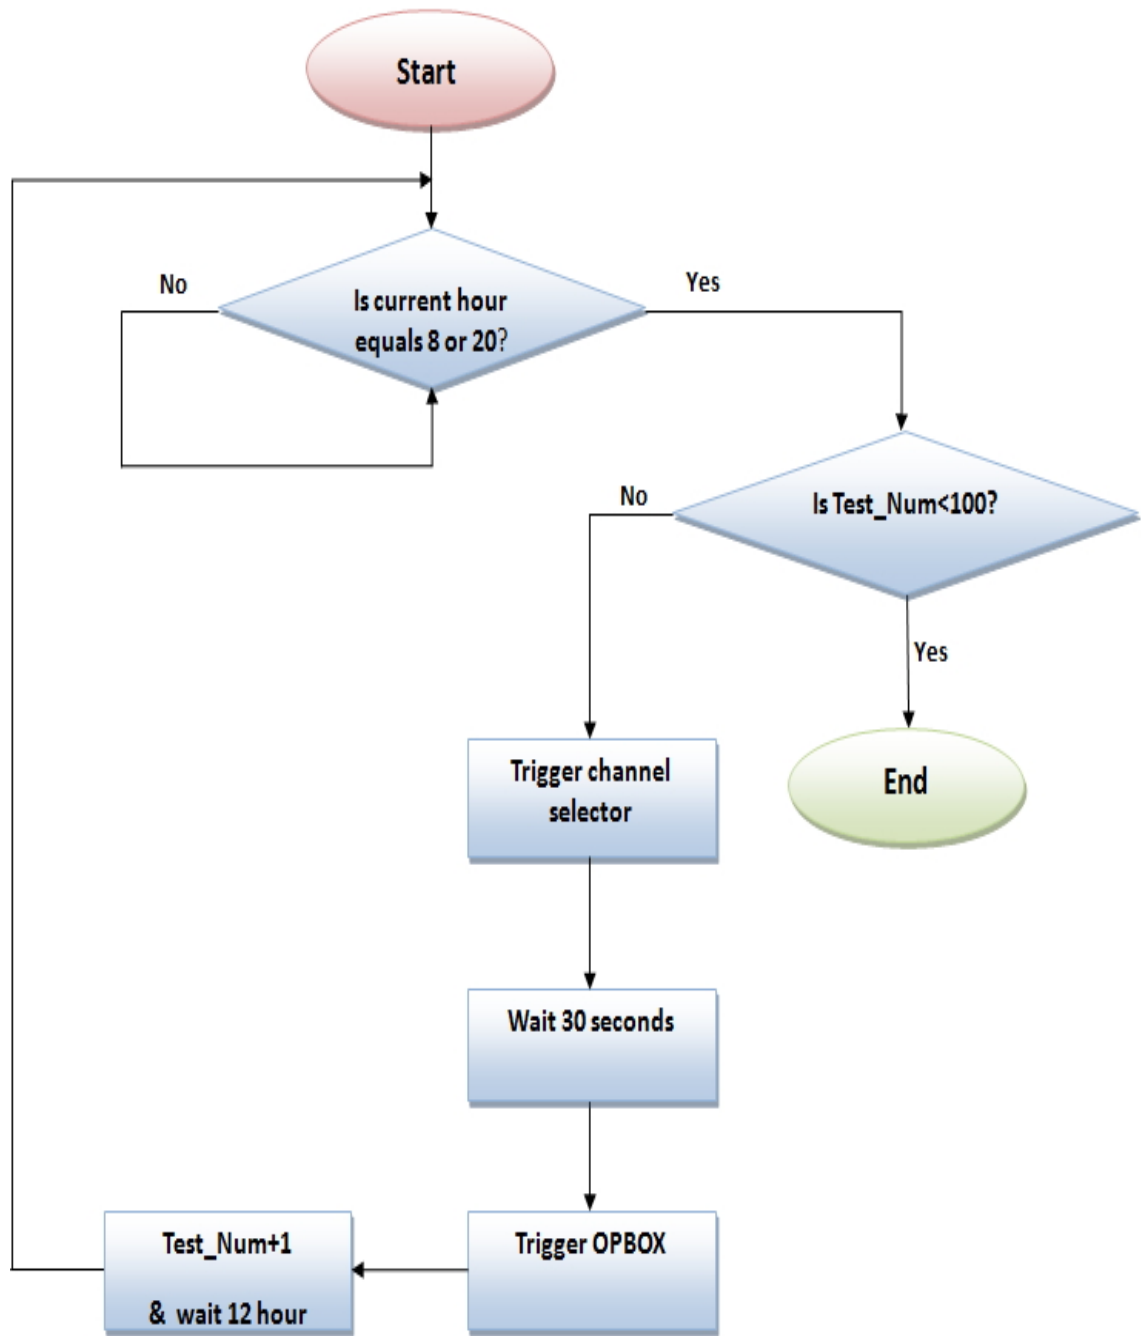 Start
No
Yes
Is current hour
equals 8 or 20?
No
Is Test_Num<100?
Yes
Trigger channel
selector
End
Wait 30 seconds
Trigger OPBOX
Test_Num+1
& wait 12 hour